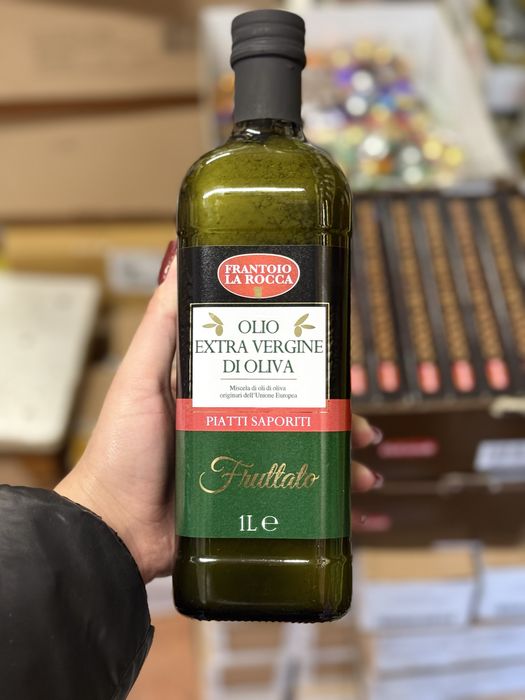 FRANTOIO
LA ROCCA
OLIO
EXTRA VERGINE
DI OLIVA
Miscela di oli di oliva
originari dell'Unione Europea
PIATTI SAPORITI
Fruttato
1L ℮